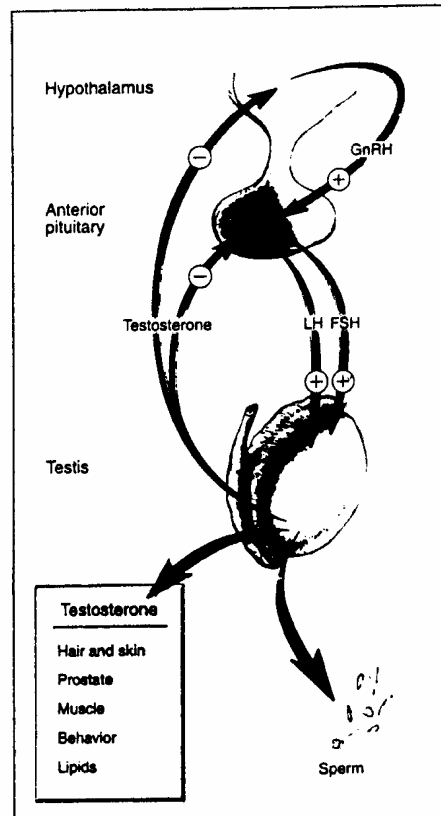 Hypothalamus
GnRH
Anterior
pituitary
Testosterone
LH FSH
Testis
Testosterone
Hair and skin
Prostate
Muscle
Behavior
Lipids
Sperm